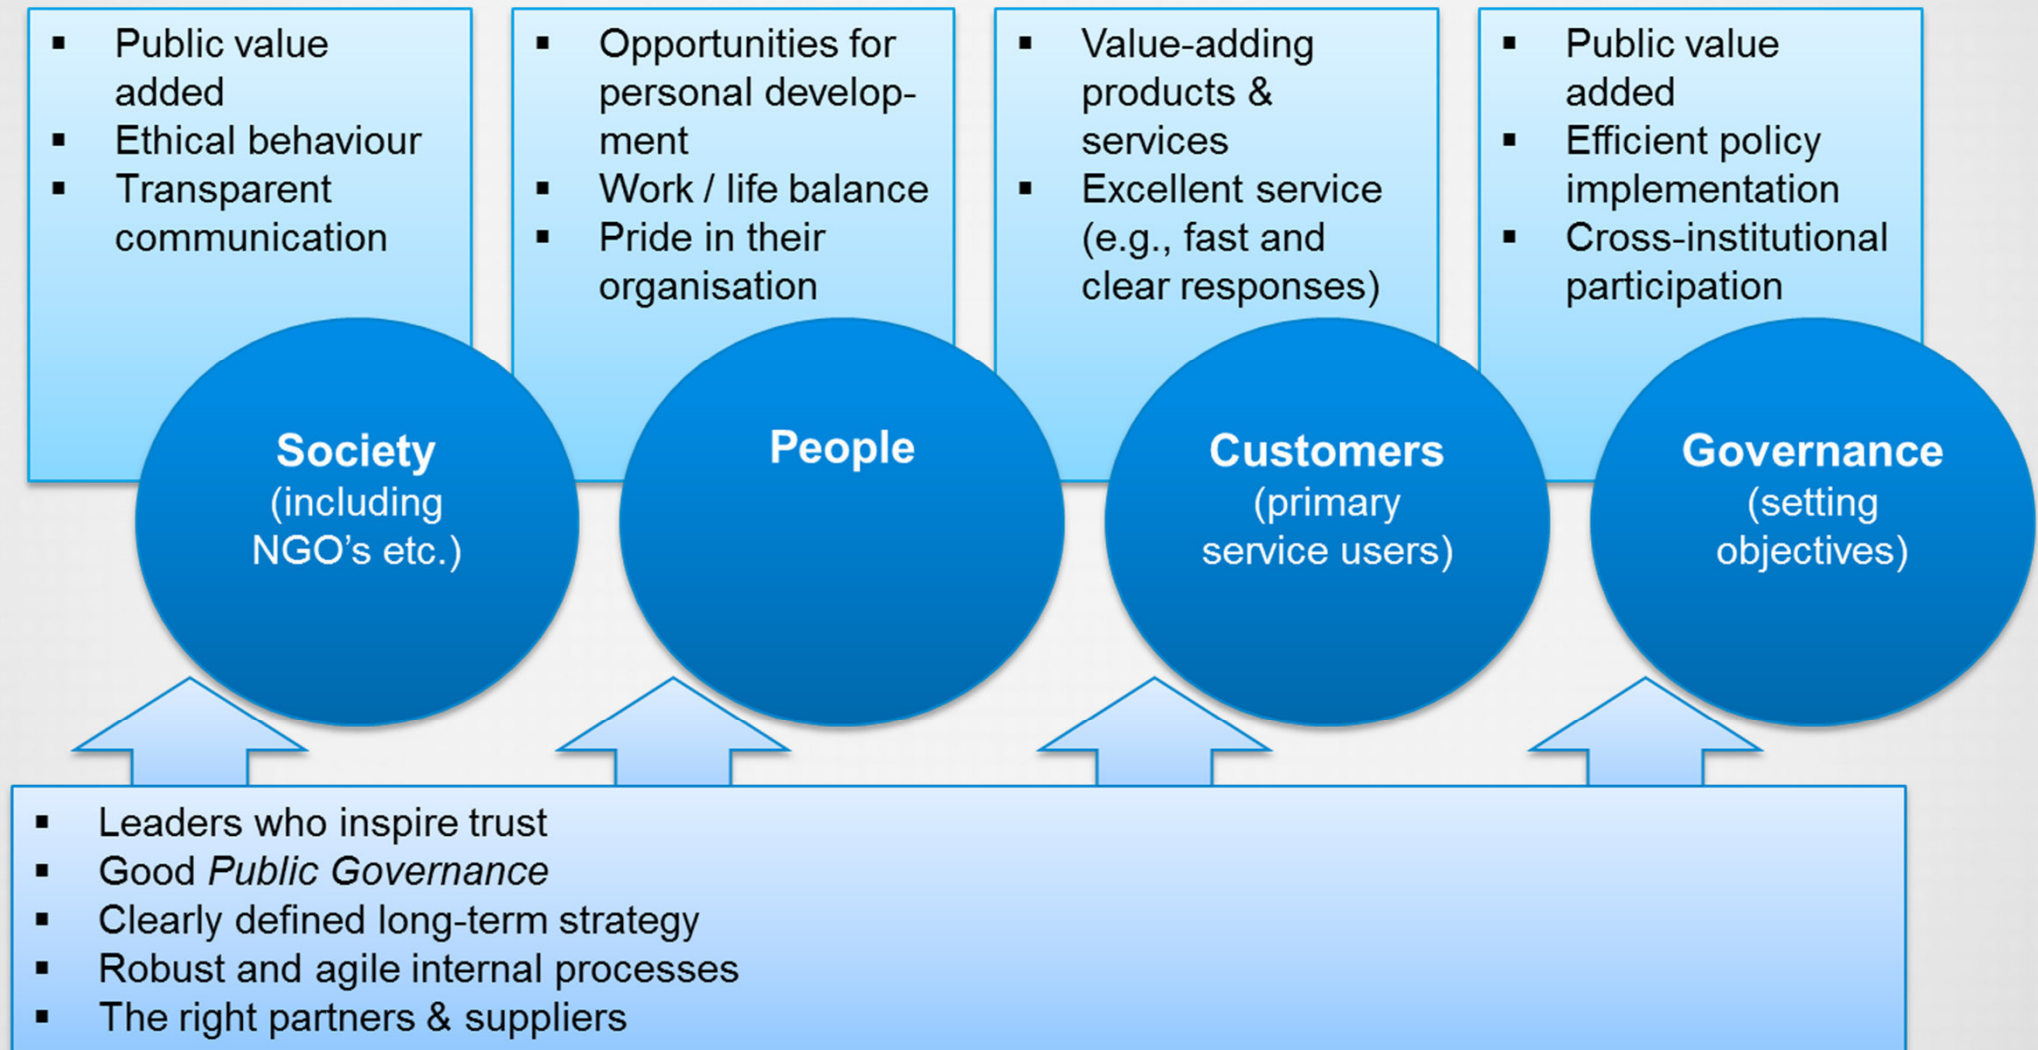 ▪ Public value
added
▪ Ethical behaviour
▪ Transparent
communication
▪ Opportunities for
personal develop-
ment
▪ Work / life balance
▪ Pride in their
organisation
▪ Value-adding
products &
services
▪ Excellent service
(e.g., fast and
clear responses)
▪ Public value
added
▪ Efficient policy
implementation
▪ Cross-institutional
participation
Society
(including
NGO’s etc.)
People
Customers
(primary
service users)
Governance
(setting
objectives)
▪ Leaders who inspire trust
▪ Good Public Governance
▪ Clearly defined long-term strategy
▪ Robust and agile internal processes
▪ The right partners & suppliers